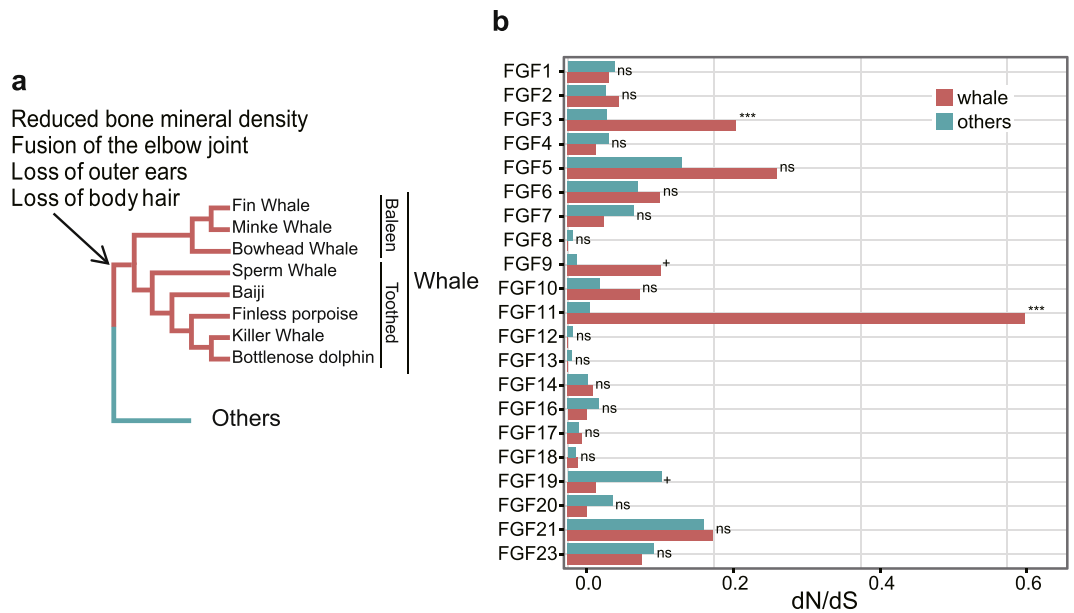 a
Reduced bone mineral density
Fusion of the elbow joint
Loss of outer ears
Loss of body hair
Fin Whale
Minke Whale
Bowhead Whale
Sperm Whale
Baiji
Finless porpoise
Killer Whale
Bottlenose dolphin
Baleen
Toothed
Whale
Others
b
whale
others
FGF1 ns
FGF2 ns
FGF3 ***
FGF4 ns
FGF5 ns
FGF6 ns
FGF7 ns
FGF8 ns
FGF9 +
FGF10 ns
FGF11 ***
FGF12 ns
FGF13 ns
FGF14 ns
FGF16 ns
FGF17 ns
FGF18 ns
FGF19 +
FGF20 ns
FGF21 ns
FGF23 ns
0.0 0.2 0.4 0.6
dN/dS